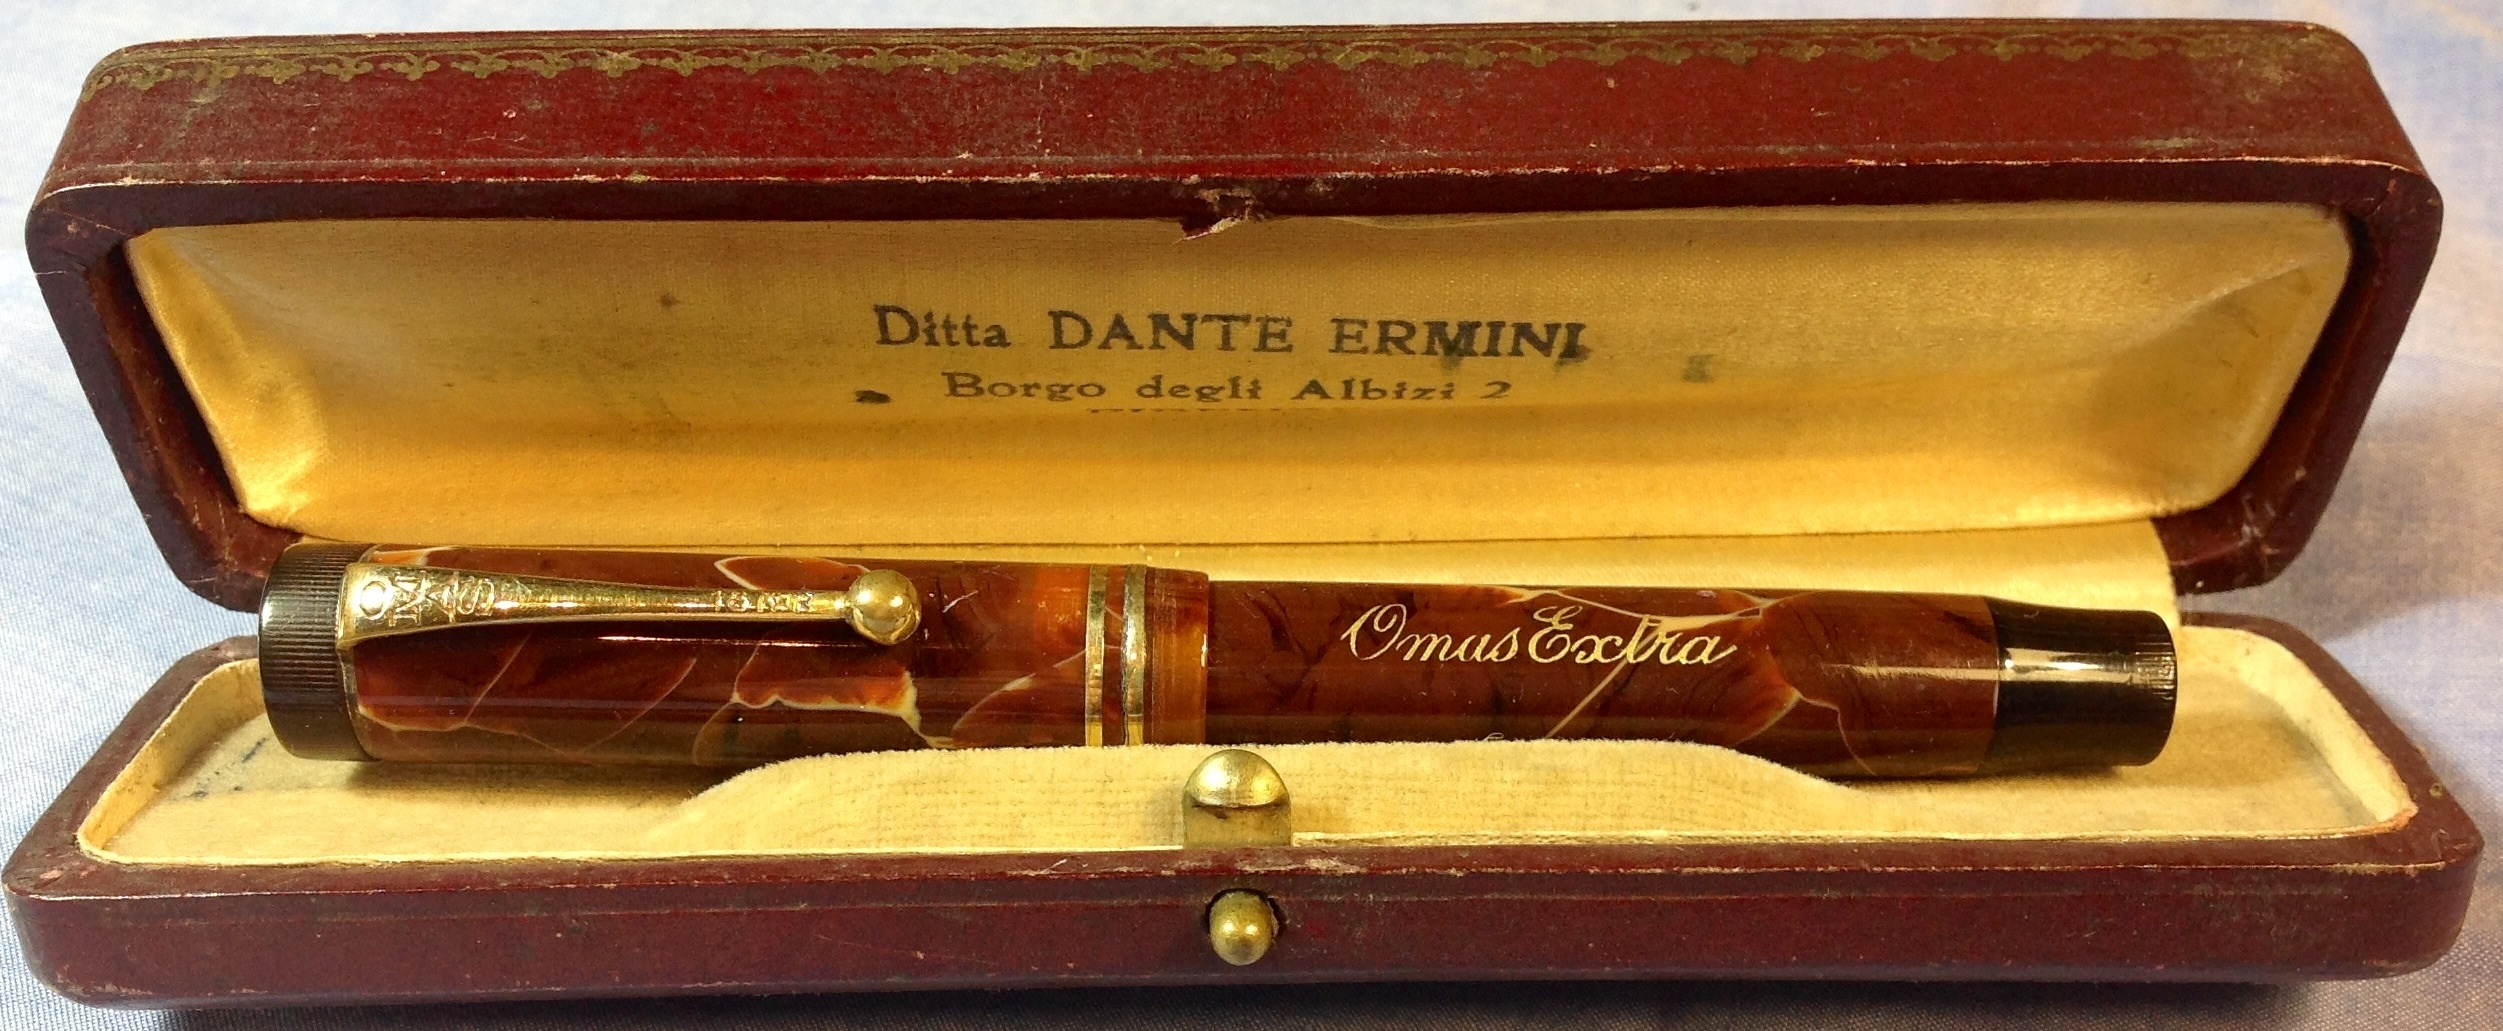 Ditta DANTE ERMINI
Borgo degli Albizi 2
OMAS
Omas Extra